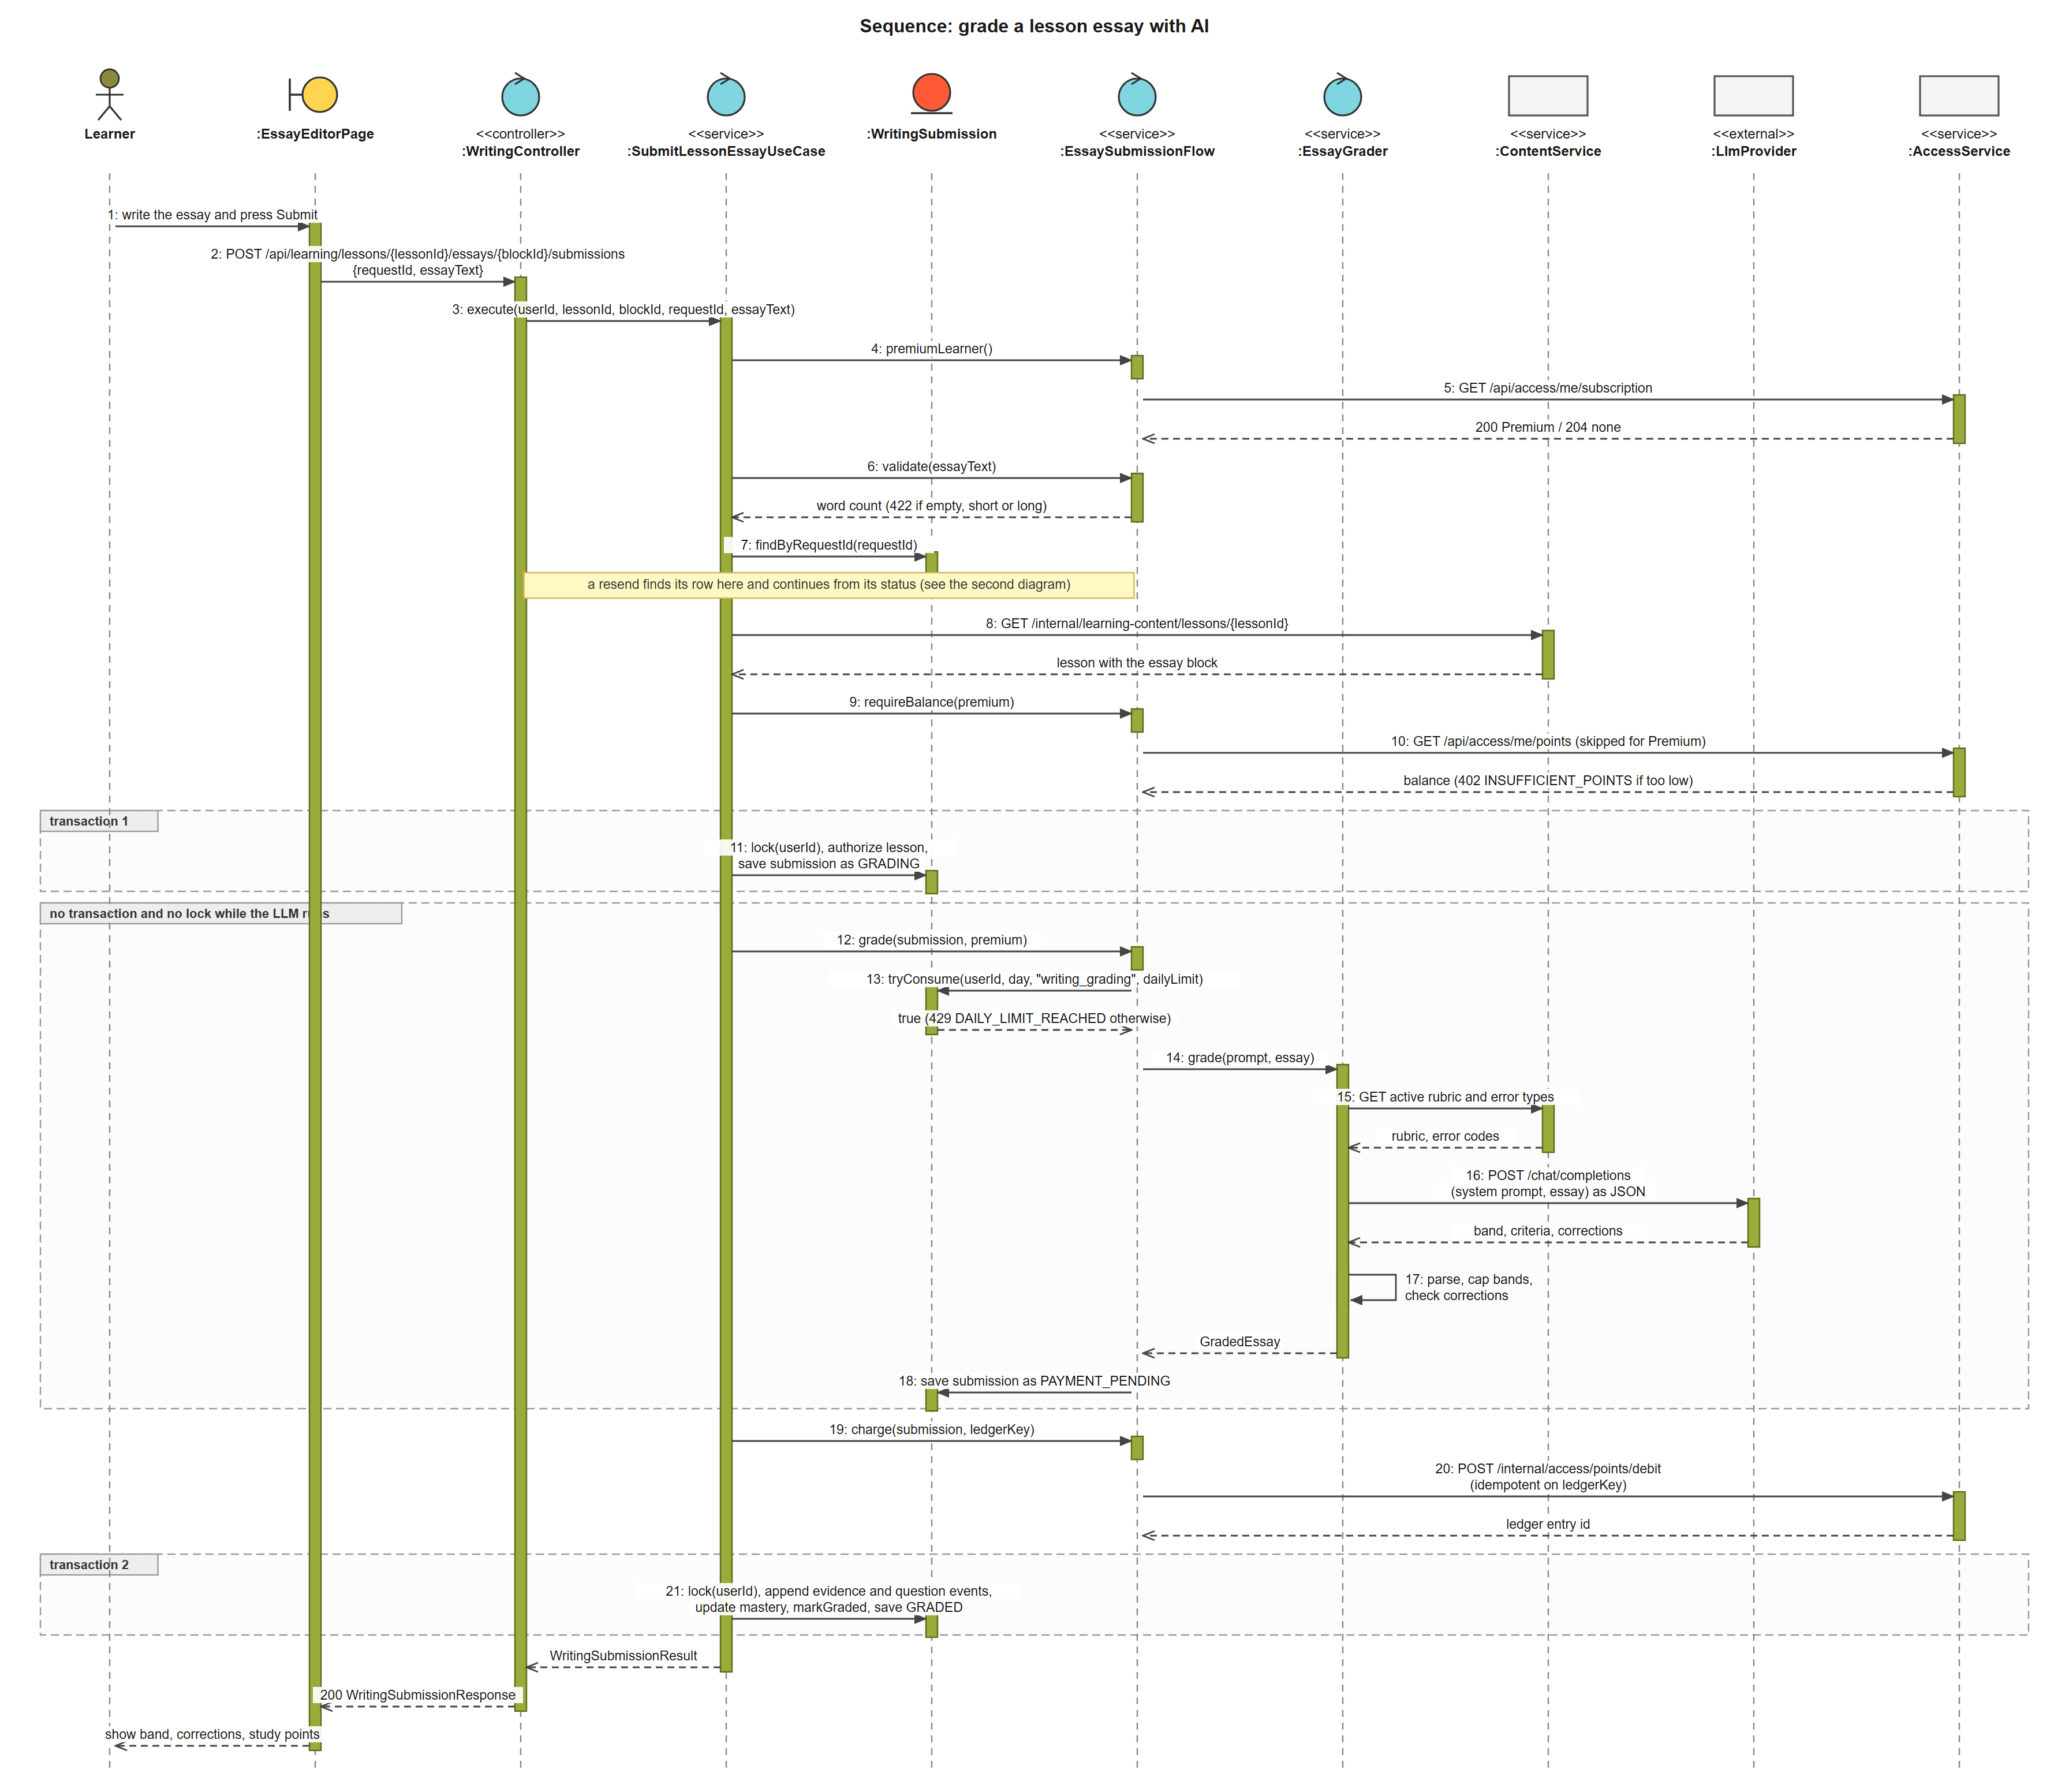 Sequence: grade a lesson essay with AI
Learner
:EssayEditorPage
<<controller>>
:WritingController
<<service>>
:SubmitLessonEssayUseCase
:WritingSubmission
<<service>>
:EssaySubmissionFlow
<<service>>
:EssayGrader
<<service>>
:ContentService
<<external>>
:LlmProvider
<<service>>
:AccessService
1: write the essay and press Submit
2: POST /api/learning/lessons/{lessonId}/essays/{blockId}/submissions
{requestId, essayText}
3: execute(userId, lessonId, blockId, requestId, essayText)
4: premiumLearner()
5: GET /api/access/me/subscription
200 Premium / 204 none
6: validate(essayText)
word count (422 if empty, short or long)
7: findByRequestId(requestId)
a resend finds its row here and continues from its status (see the second diagram)
8: GET /internal/learning-content/lessons/{lessonId}
lesson with the essay block
9: requireBalance(premium)
10: GET /api/access/me/points (skipped for Premium)
balance (402 INSUFFICIENT_POINTS if too low)
transaction 1
11: lock(userId), authorize lesson,
save submission as GRADING
no transaction and no lock while the LLM runs
12: grade(submission, premium)
13: tryConsume(userId, day, "writing_grading", dailyLimit)
true (429 DAILY_LIMIT_REACHED otherwise)
14: grade(prompt, essay)
15: GET active rubric and error types
rubric, error codes
16: POST /chat/completions
(system prompt, essay) as JSON
band, criteria, corrections
17: parse, cap bands,
check corrections
GradedEssay
18: save submission as PAYMENT_PENDING
19: charge(submission, ledgerKey)
20: POST /internal/access/points/debit
(idempotent on ledgerKey)
ledger entry id
transaction 2
21: lock(userId), append evidence and question events,
update mastery, markGraded, save GRADED
WritingSubmissionResult
200 WritingSubmissionResponse
show band, corrections, study points